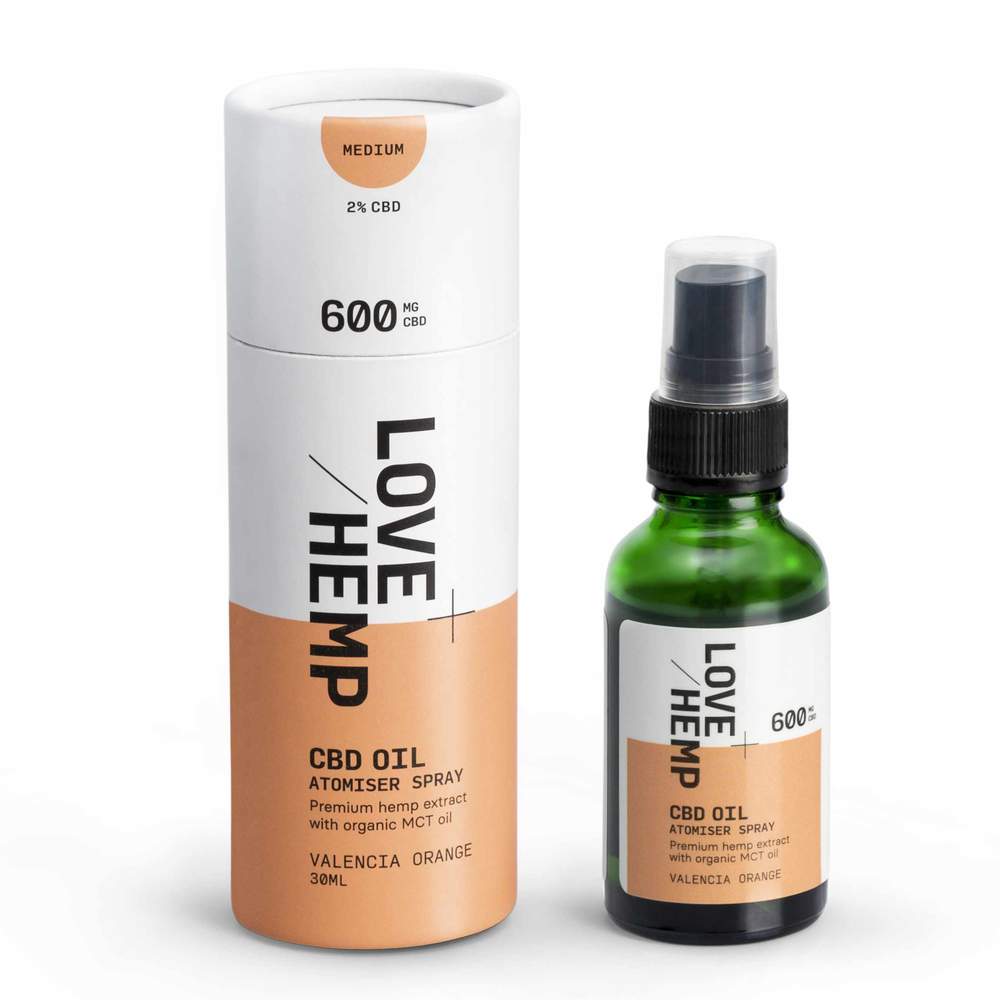 MEDIUM
2% CBD
600 MG CBD
LOVE
/HEMP
CBD OIL
ATOMISER SPRAY
Premium hemp extract
with organic MCT oil
VALENCIA ORANGE
30ML
LOVE
/HEMP
600 MG CBD
CBD OIL
ATOMISER SPRAY
Premium hemp extract
with organic MCT oil
VALENCIA ORANGE